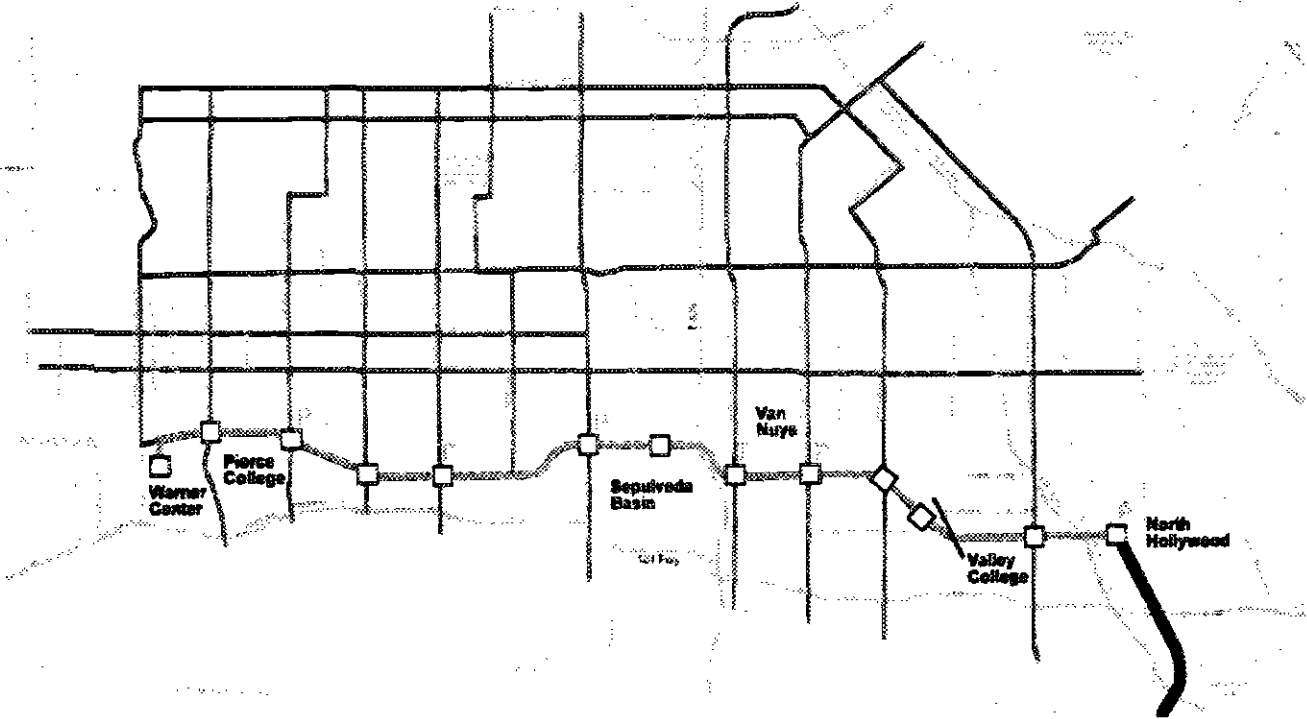 Van
Nuys
Pierce
College
Warner
Center
Sepulveda
Basin
North
Hollywood
Valley
College